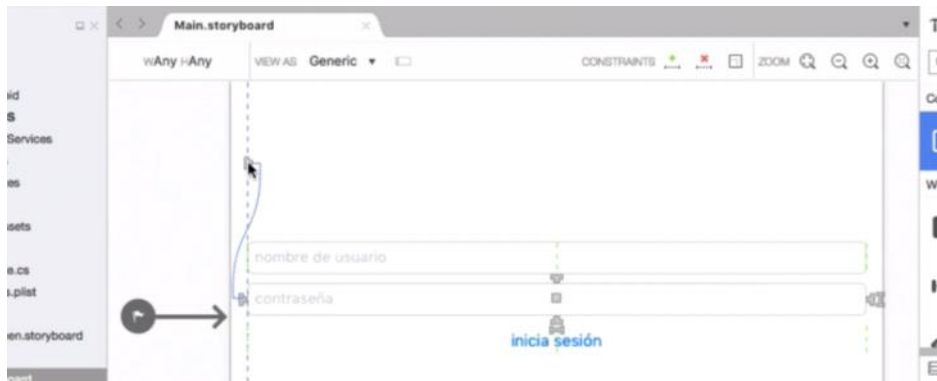 Main.storyboard
wAny hAny
VIEW AS Generic
CONSTRAINTS
ZOOM
S
Services
es
sets
e.cs
s.plist
en.storyboard
nombre de usuario
contraseña
inicia sesión